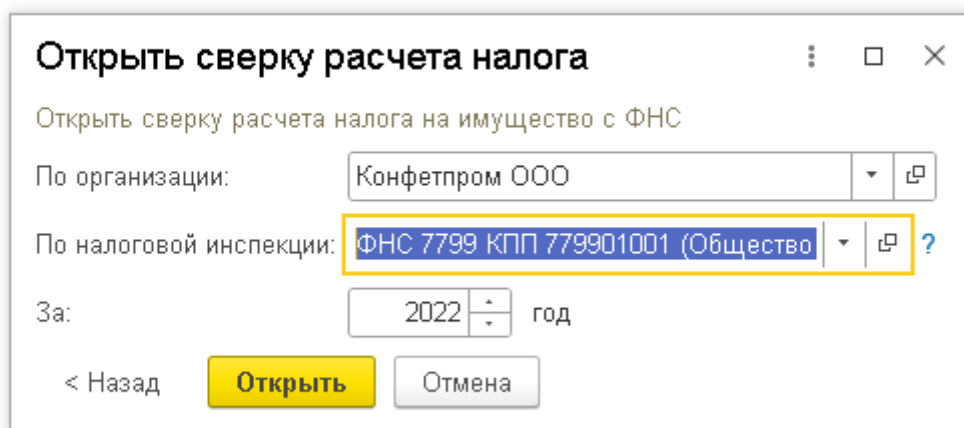 Открыть сверку расчета налога
Открыть сверку расчета налога на имущество с ФНС
По организации: Конфетпром ООО
По налоговой инспекции: ФНС 7799 КПП 779901001 (Общество ?
За: 2022 год
< Назад Открыть Отмена